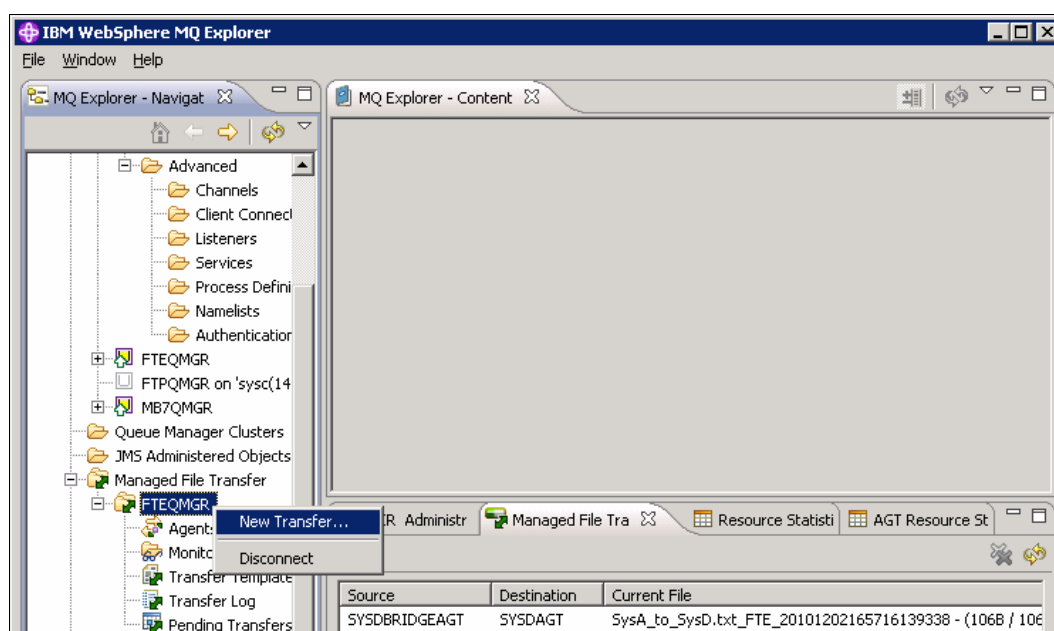 IBM WebSphere MQ Explorer
File Window Help
MQ Explorer - Navigat
MQ Explorer - Content
Advanced
Channels
Client Connect
Listeners
Services
Process Defini
Namelists
Authentication
FTEQMGR
FTPQMGR on 'sysc(14
MB7QMGR
Queue Manager Clusters
JMS Administered Objects
Managed File Transfer
FTEQMGR
New Transfer...
Disconnect
Agents
Monito
Transfer Template
Transfer Log
Pending Transfers
R Administr
Managed File Tra
Resource Statisti
AGT Resource St
Source Destination Current File
SYSDBRIDGEAGT SYSDAGT SysA_to_SysD.txt_FTE_20101202165716139338 - (106B / 106